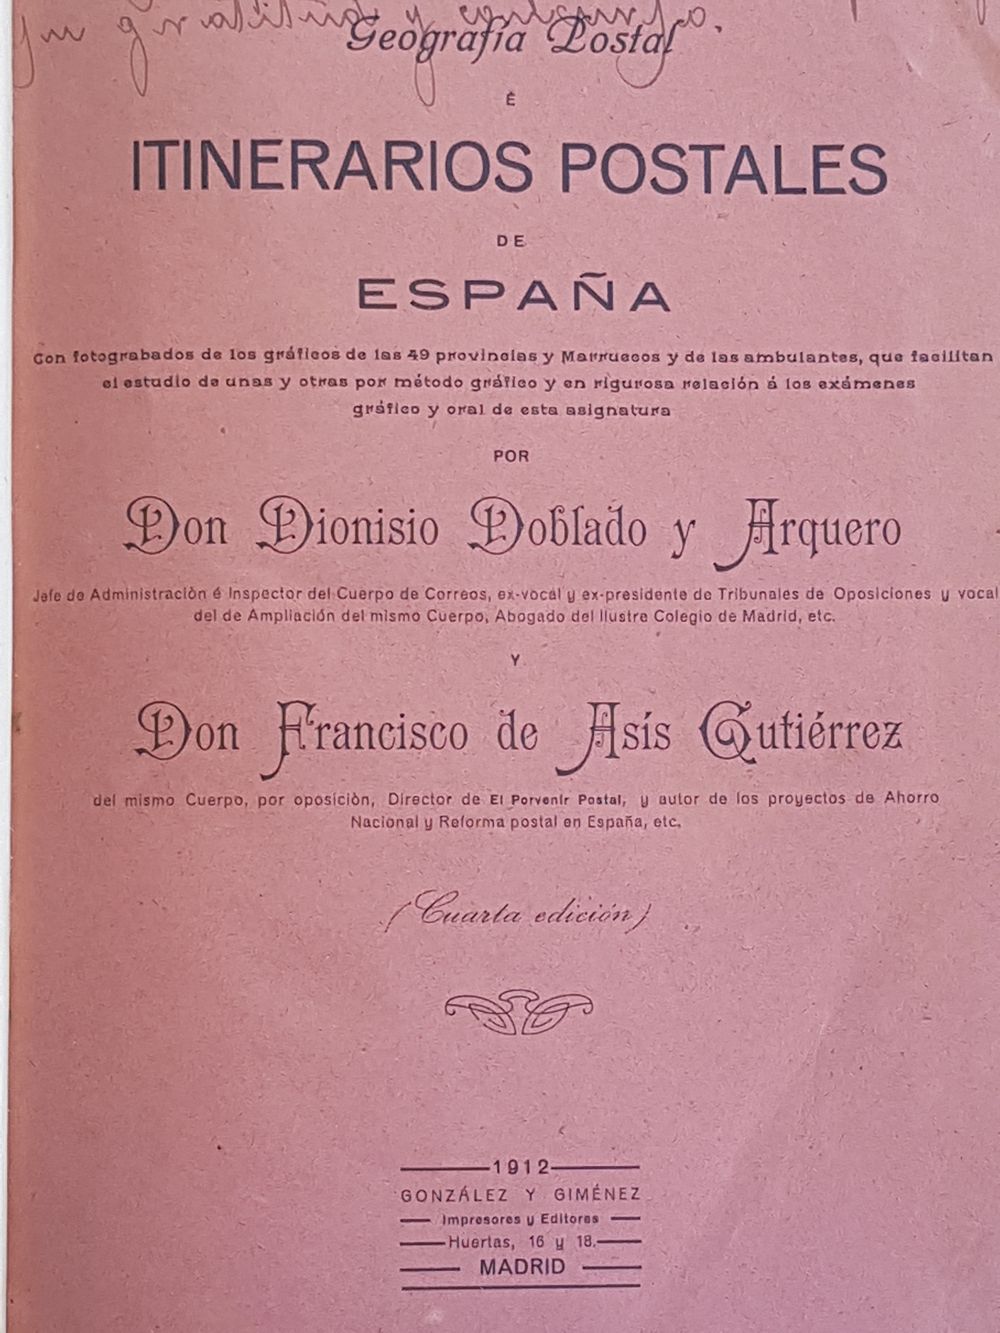 gratitud y
Geografía Postal
É
ITINERARIOS POSTALES
DE
ESPAÑA
Con fotograbados de los gráficos de las 49 provincias y Marruecos y de las ambulantes, que facilitan
el estudio de unas y otras por método gráfico y en rigurosa relación á los exámenes
gráfico y oral de esta asignatura
POR
Don Dionisio Doblado y Arquero
Jefe de Administración é Inspector del Cuerpo de Correos, ex-vocal y ex-presidente de Tribunales de Oposiciones y vocal
del de Ampliación del mismo Cuerpo, Abogado del Ilustre Colegio de Madrid, etc.
Y
Don Francisco de Asís Gutiérrez
del mismo Cuerpo, por oposición, Director de El Porvenir Postal, y autor de los proyectos de Ahorro
Nacional y Reforma postal en España, etc.
(Cuarta edición)
1912
GONZÁLEZ Y GIMÉNEZ
Impresores y Editores
Huertas, 16 y 18.
MADRID